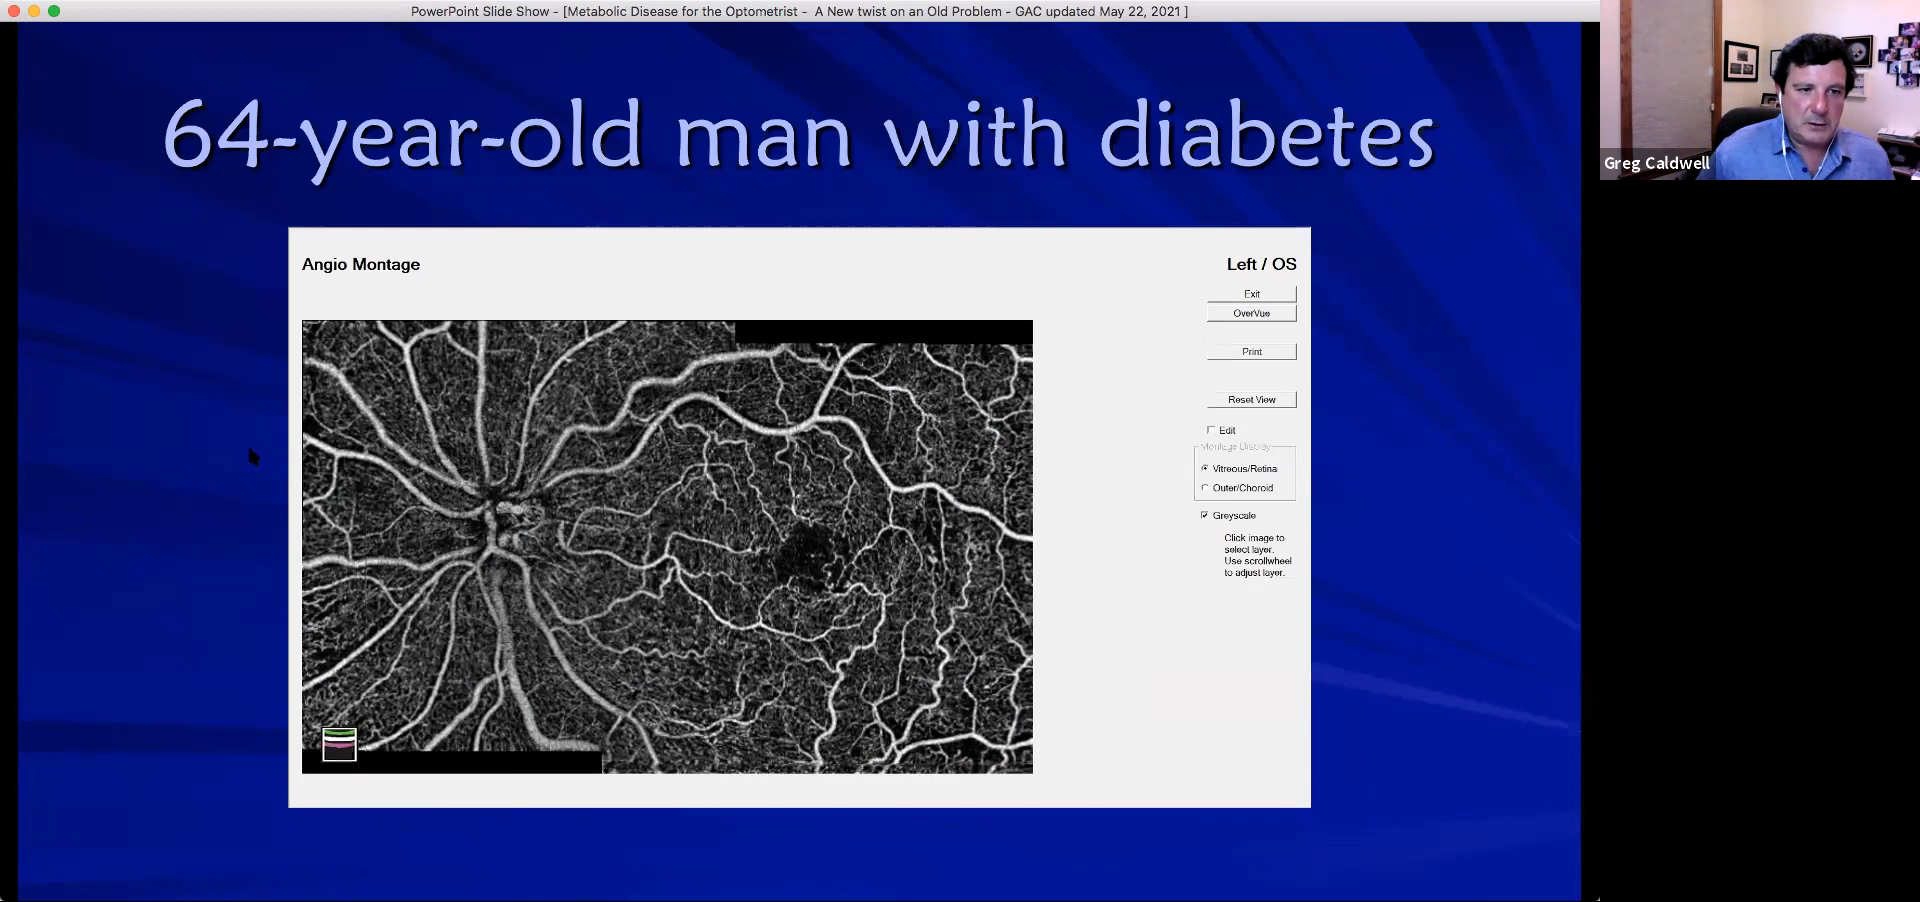 PowerPoint Slide Show - [Metabolic Disease for the Optometrist - A New twist on an Old Problem - GAC updated May 22, 2021 ]
64-year-old man with diabetes
Greg Caldwell
Angio Montage
Left / OS
Exit
OverVue
Print
Reset View
Edit
Montage Display
Vitreous/Retina
Outer/Choroid
Greyscale
Click image to
select layer.
Use scrollwheel
to adjust layer.